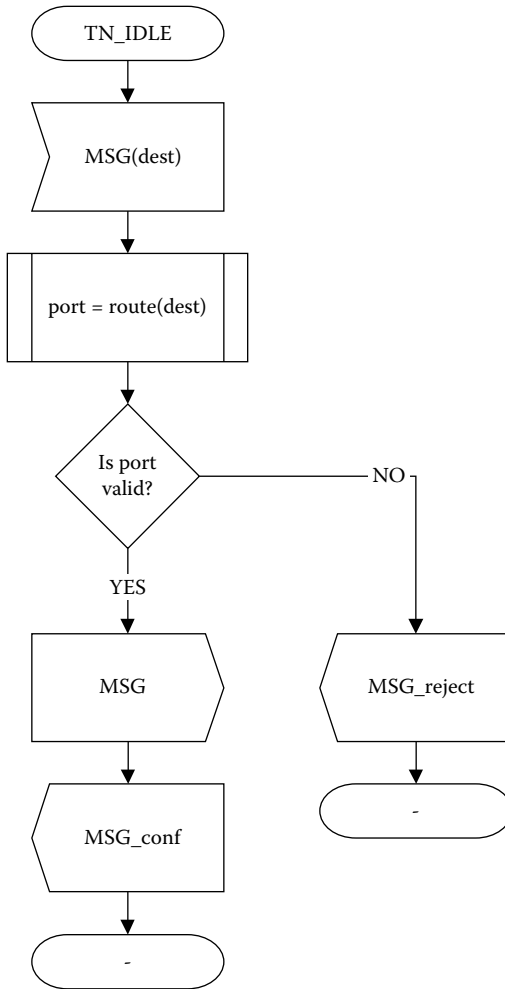 TN_IDLE
MSG(dest)
port = route(dest)
Is port
valid?
NO
YES
MSG
MSG_reject
MSG_conf
-
-